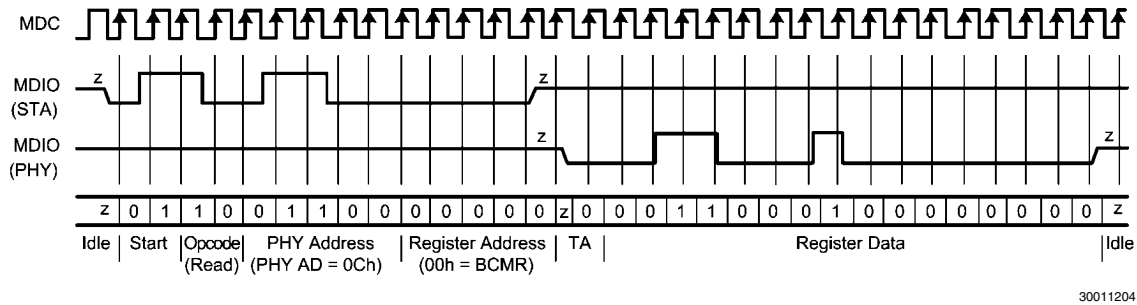 MDC
z
MDIO
(STA)
z
MDIO
(PHY)
z
z
z 0 1 1 0 0 1 1 0 0 0 0 0 0 0 z 0 0 0 1 1 0 0 0 1 0 0 0 0 0 0 0 0 z
Idle Start Opcode PHY Address Register Address TA Register Data Idle
(Read) (PHY AD = 0Ch) (00h = BCMR)
30011204